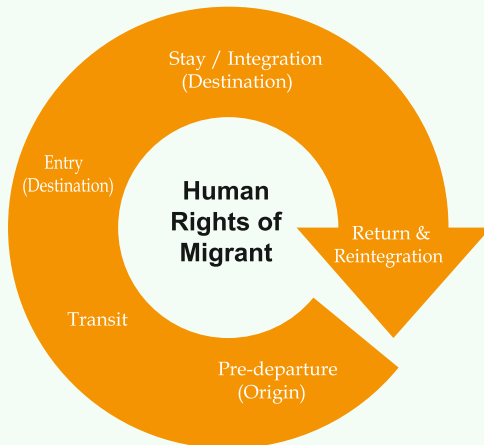 Stay / Integration
(Destination)
Entry
(Destination)
Human
Rights of
Migrant
Return &
Reintegration
Transit
Pre-departure
(Origin)